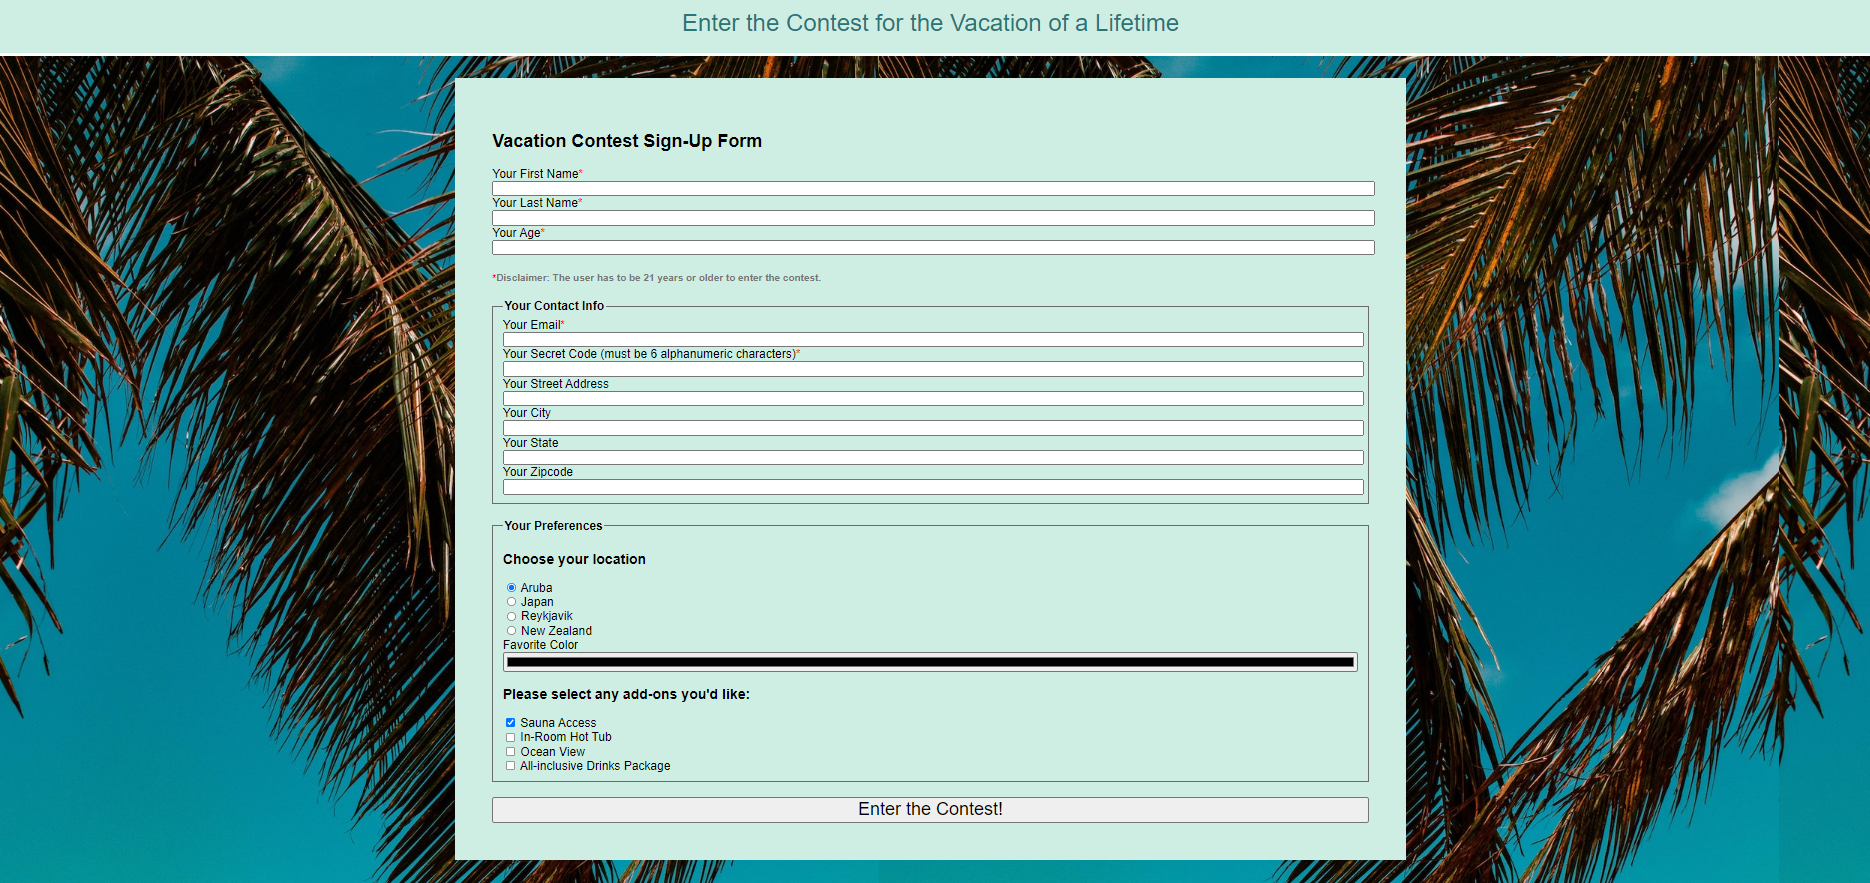 Enter the Contest for the Vacation of a Lifetime
Vacation Contest Sign-Up Form
Your First Name*
Your Last Name*
Your Age*
*Disclaimer: The user has to be 21 years or older to enter the contest.
Your Contact Info
Your Email*
Your Secret Code (must be 6 alphanumeric characters)*
Your Street Address
Your City
Your State
Your Zipcode
Your Preferences
Choose your location
Aruba
Japan
Reykjavik
New Zealand
Favorite Color
Please select any add-ons you'd like:
Sauna Access
In-Room Hot Tub
Ocean View
All-inclusive Drinks Package
Enter the Contest!